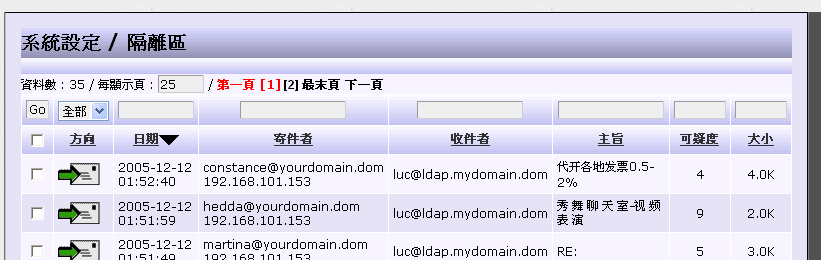 系統設定 / 隔離區
資料數：35 / 每顯示頁：25 / 第一頁 [1] [2] 最末頁 下一頁
Go 全部
方向 日期 寄件者 收件者 主旨 可疑度 大小
2005-12-12 constance@yourdomain.dom 代开各地发票0.5-
01:52:40 192.168.101.153 luc@ldap.mydomain.dom 2% 4 4.0K
2005-12-12 hedda@yourdomain.dom 秀舞聊天室-视频
01:51:59 192.168.101.153 luc@ldap.mydomain.dom 表演 9 2.0K
2005-12-12 martina@yourdomain.dom
01:51:49 192.168.101.153 luc@ldap.mydomain.dom RE: 5 3.0K